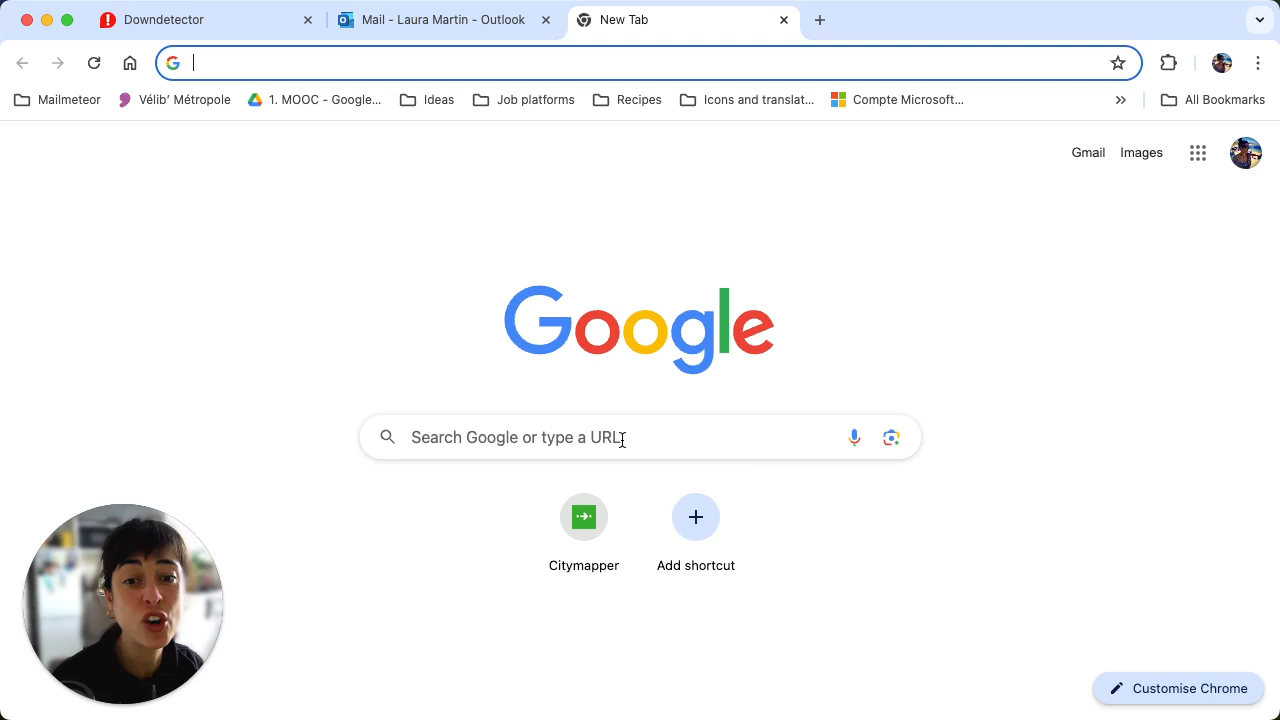 Downdetector
Mail - Laura Martin - Outlook
New Tab
Mailmeteor
Vélib' Métropole
1. MOOC - Google...
Ideas
Job platforms
Recipes
Icons and translat...
Compte Microsoft...
All Bookmarks
Gmail
Images
Google
Search Google or type a URL
Citymapper
Add shortcut
Customise Chrome